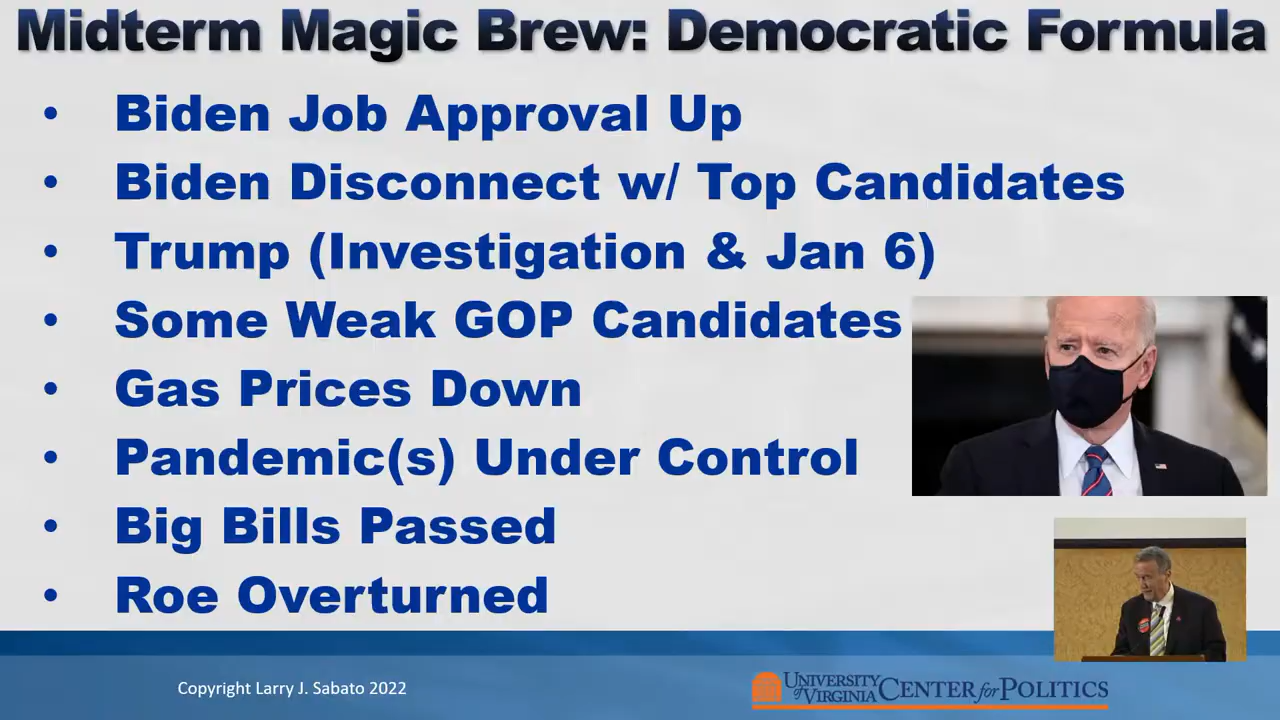 Midterm Magic Brew: Democratic Formula
• Biden Job Approval Up
• Biden Disconnect w/ Top Candidates
• Trump (Investigation & Jan 6)
• Some Weak GOP Candidates
• Gas Prices Down
• Pandemic(s) Under Control
• Big Bills Passed
• Roe Overturned
Copyright Larry J. Sabato 2022
UNIVERSITY of VIRGINIA CENTER for POLITICS